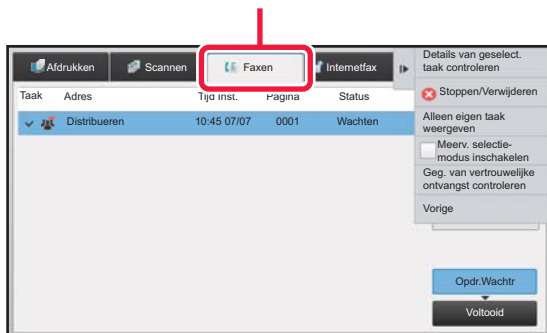 Afdrukken Scannen Faxen Internetfax
Taak Adres Tijd Inst. Pagina Status
Distribueren 10:45 07/07 0001 Wachten
Details van geselect.
taak controleren
Stoppen/Verwijderen
Alleen eigen taak
weergeven
Meerv. selectie-
modus inschakelen
Geg. van vertrouwelijke
ontvangst controleren
Vorige
Opdr.Wachtr
Voltooid